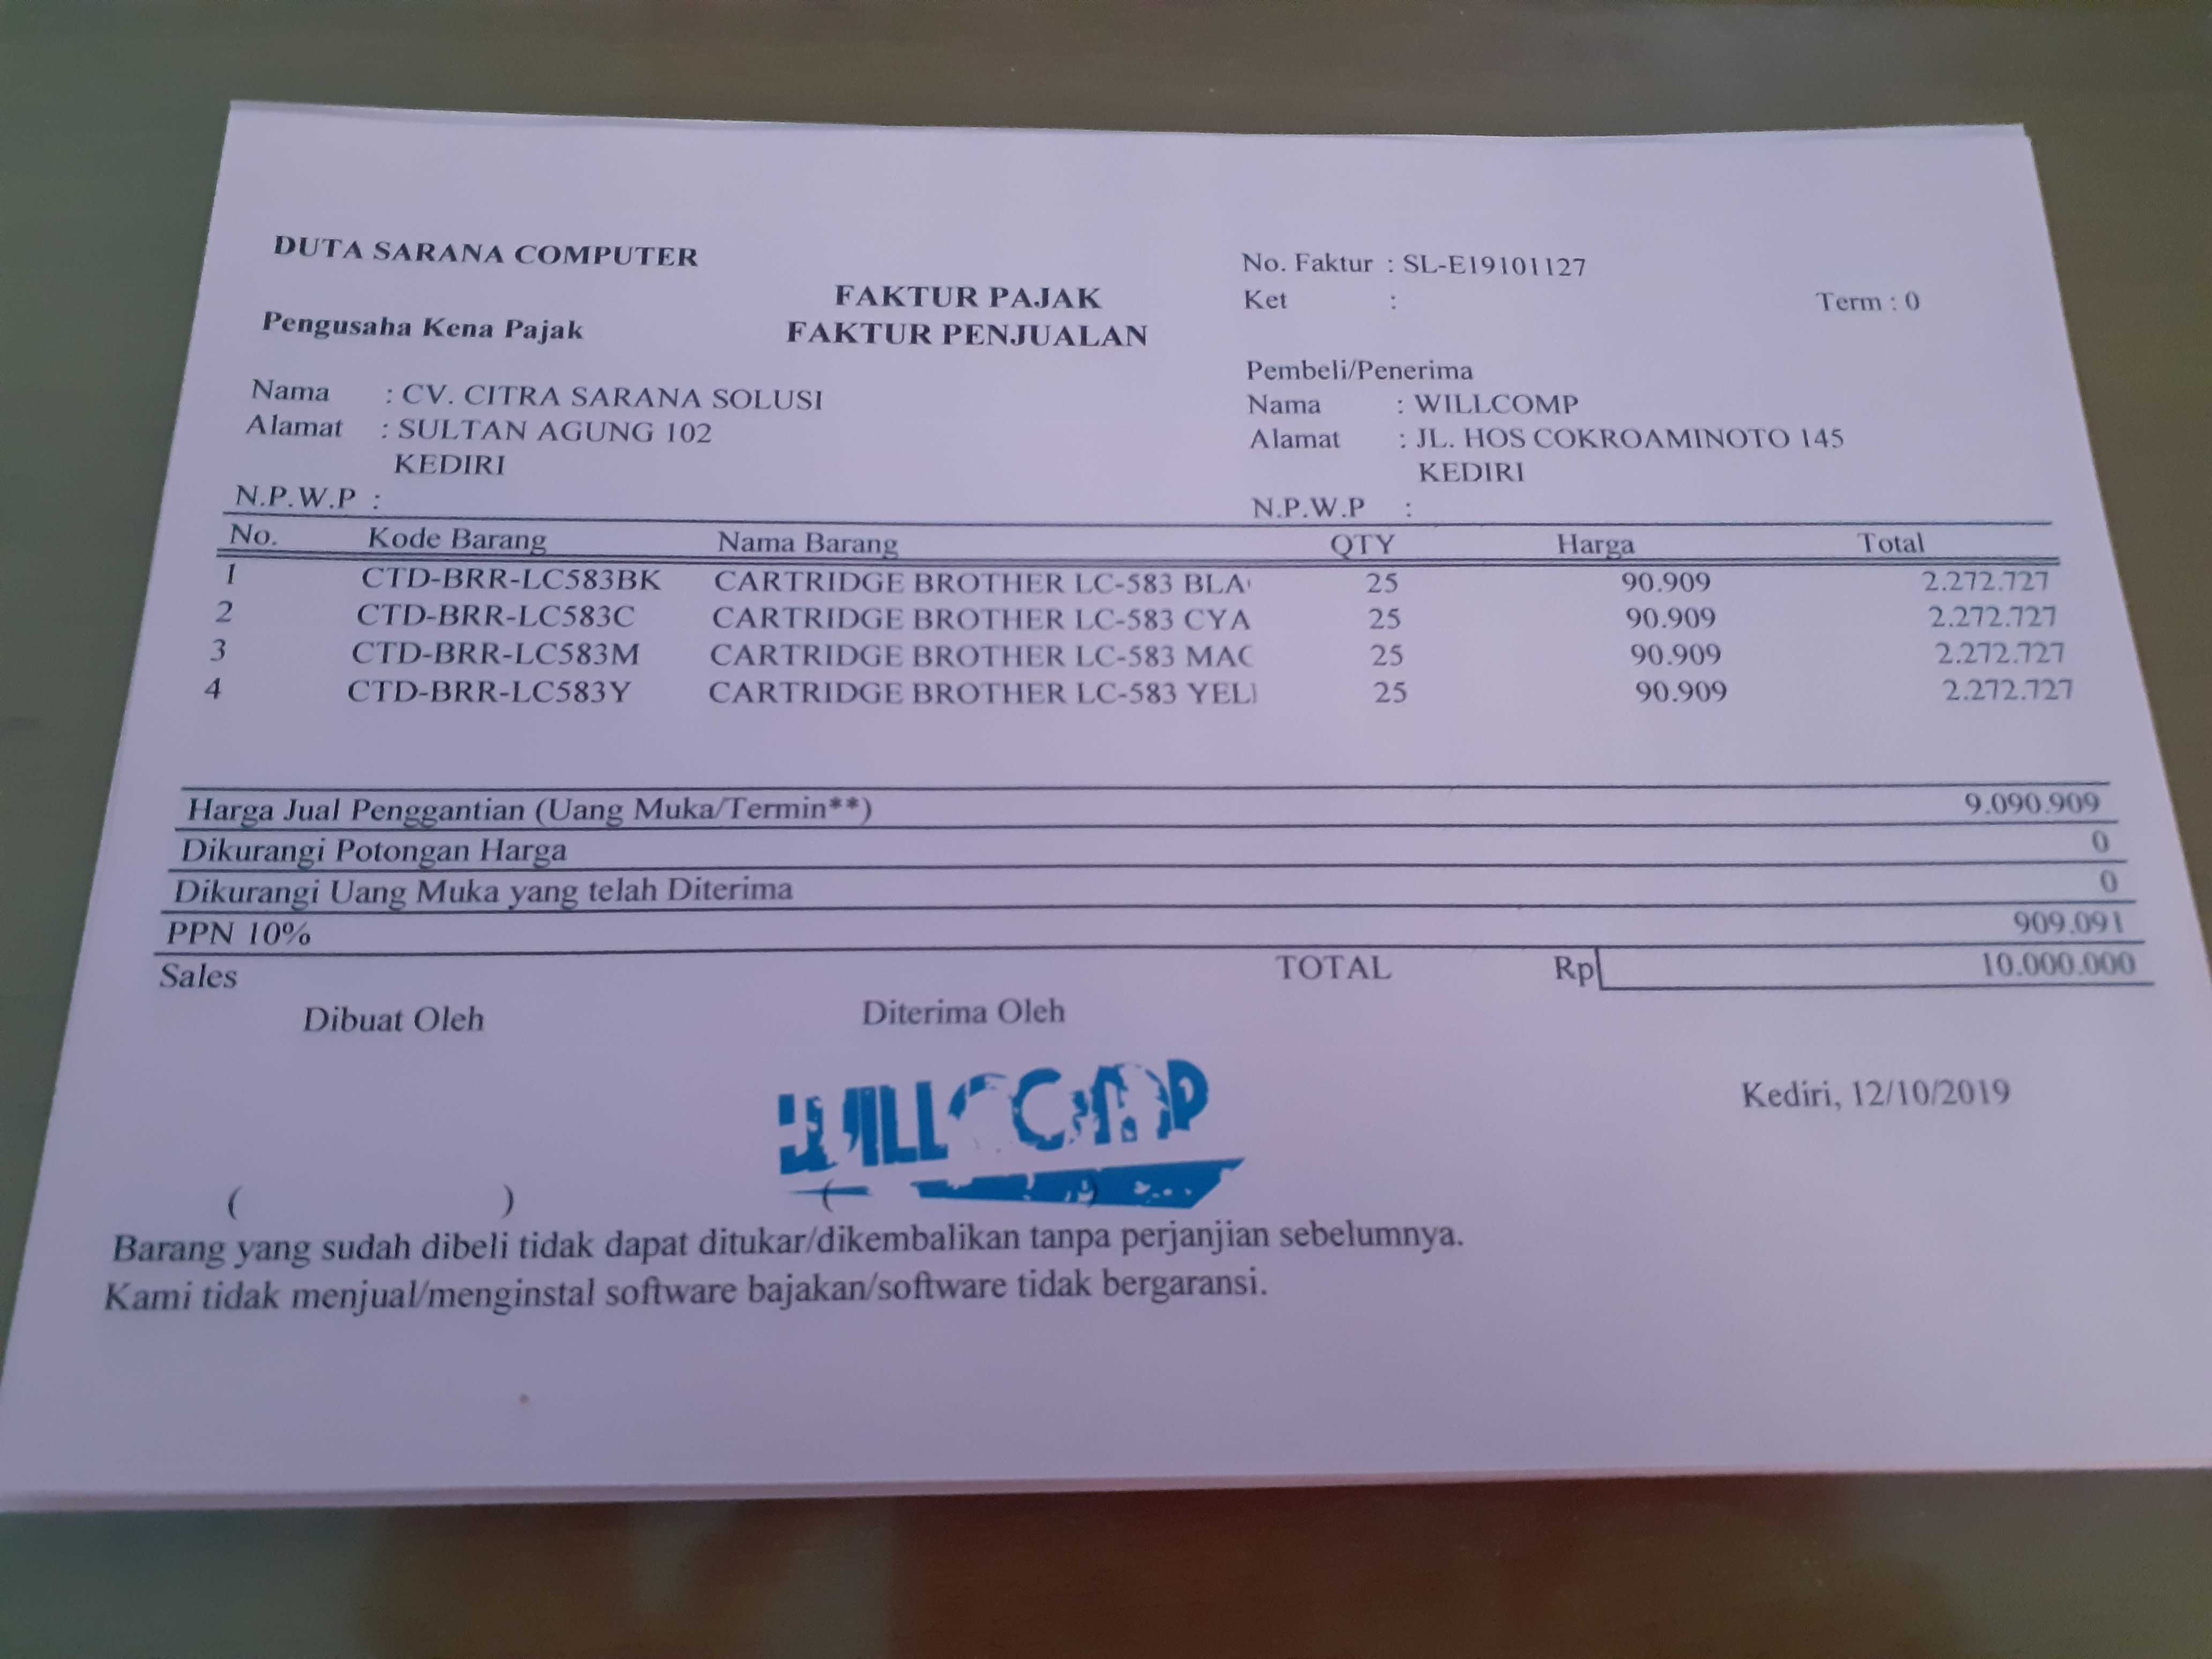 DUTA SARANA COMPUTER
No. Faktur : SL-E19101127
FAKTUR PAJAK
Ket :
Term : 0
Pengusaha Kena Pajak
FAKTUR PENJUALAN
Pembeli/Penerima
Nama : CV. CITRA SARANA SOLUSI
Nama : WILLCOMP
Alamat : SULTAN AGUNG 102
Alamat : JL. HOS COKROAMINOTO 145
KEDIRI
KEDIRI
N.P.W.P :
N.P.W.P :
No. Kode Barang Nama Barang QTY Harga Total
1 CTD-BRR-LC583BK CARTRIDGE BROTHER LC-583 BLA 25 90.909 2.272.727
2 CTD-BRR-LC583C CARTRIDGE BROTHER LC-583 CYA 25 90.909 2.272.727
3 CTD-BRR-LC583M CARTRIDGE BROTHER LC-583 MAG 25 90.909 2.272.727
4 CTD-BRR-LC583Y CARTRIDGE BROTHER LC-583 YEL 25 90.909 2.272.727
Harga Jual Penggantian (Uang Muka/Termin**) 9.090.909
Dikurangi Potongan Harga 0
Dikurangi Uang Muka yang telah Diterima 0
PPN 10% 909.091
Sales TOTAL Rp 10.000.000
Dibuat Oleh Diterima Oleh
WILLCOMP
Kediri, 12/10/2019
( ) ( )
Barang yang sudah dibeli tidak dapat ditukar/dikembalikan tanpa perjanjian sebelumnya.
Kami tidak menjual/menginstal software bajakan/software tidak bergaransi.